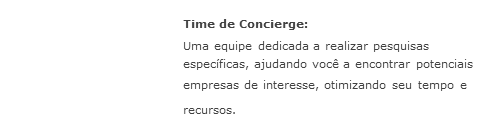 Time de Concierge:
Uma equipe dedicada a realizar pesquisas
específicas, ajudando você a encontrar potenciais
empresas de interesse, otimizando seu tempo e
recursos.